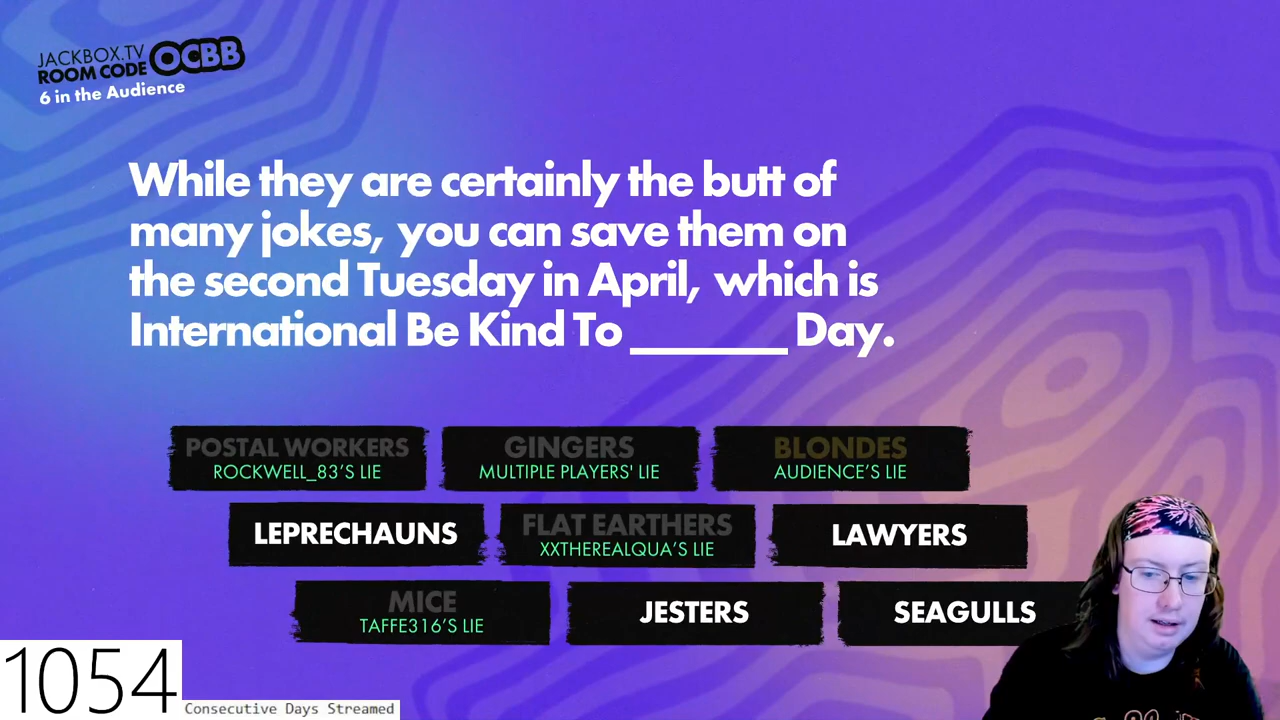 JACKBOX.TV
ROOM CODE OCBB
6 in the Audience
While they are certainly the butt of
many jokes, you can save them on
the second Tuesday in April, which is
International Be Kind To ______ Day.
POSTAL WORKERS
ROCKWELL_83'S LIE
GINGERS
MULTIPLE PLAYERS' LIE
BLONDES
AUDIENCE'S LIE
LEPRECHAUNS
FLAT EARTHERS
XXTHEREALQUA'S LIE
LAWYERS
MICE
TAFFE316'S LIE
JESTERS
SEAGULLS
1054
Consecutive Days Streamed